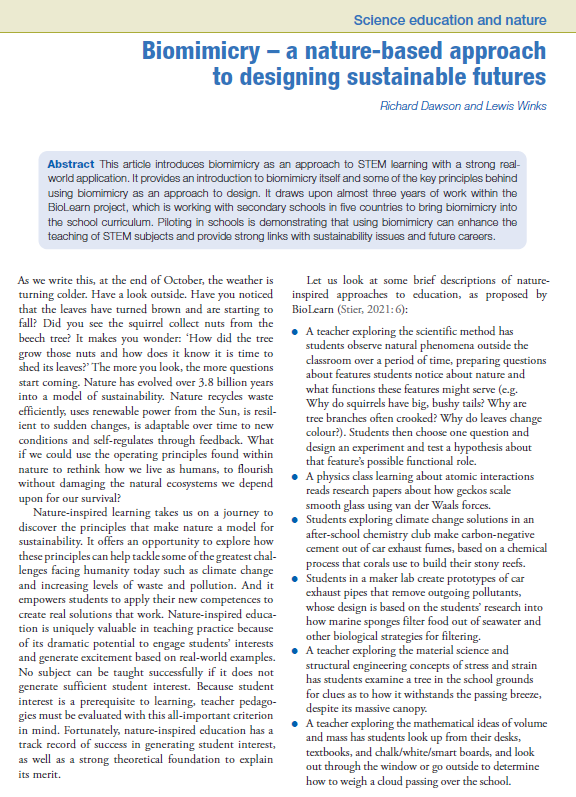 Science education and nature
Biomimicry – a nature-based approach
to designing sustainable futures
Richard Dawson and Lewis Winks
Abstract This article introduces biomimicry as an approach to STEM learning with a strong real-
world application. It provides an introduction to biomimicry itself and some of the key principles behind
using biomimicry as an approach to design. It draws upon almost three years of work within the
BioLearn project, which is working with secondary schools in five countries to bring biomimicry into
the school curriculum. Piloting in schools is demonstrating that using biomimicry can enhance the
teaching of STEM subjects and provide strong links with sustainability issues and future careers.
As we write this, at the end of October, the weather is
turning colder. Have a look outside. Have you noticed
that the leaves have turned brown and are starting to
fall? Did you see the squirrel collect nuts from the
beech tree? It makes you wonder: ‘How did the tree
grow those nuts and how does it know it is time to
shed its leaves?’ The more you look, the more questions
start coming. Nature has evolved over 3.8 billion years
into a model of sustainability. Nature recycles waste
efficiently, uses renewable power from the Sun, is resil-
ient to sudden changes, is adaptable over time to new
conditions and self-regulates through feedback. What
if we could use the operating principles found within
nature to rethink how we live as humans, to flourish
without damaging the natural ecosystems we depend
upon for our survival?
Nature-inspired learning takes us on a journey to
discover the principles that make nature a model for
sustainability. It offers an opportunity to explore how
these principles can help tackle some of the greatest chal-
lenges facing humanity today such as climate change
and increasing levels of waste and pollution. And it
empowers students to apply their new competences to
create real solutions that work. Nature-inspired educa-
tion is uniquely valuable in teaching practice because
of its dramatic potential to engage students’ interests
and generate excitement based on real-world examples.
No subject can be taught successfully if it does not
generate sufficient student interest. Because student
interest is a prerequisite to learning, teacher pedago-
gies must be evaluated with this all-important criterion
in mind. Fortunately, nature-inspired education has a
track record of success in generating student interest,
as well as a strong theoretical foundation to explain
its merit.
Let us look at some brief descriptions of nature-
inspired approaches to education, as proposed by
BioLearn (Stier, 2021: 6):
● A teacher exploring the scientific method has
students observe natural phenomena outside the
classroom over a period of time, preparing questions
about features students notice about nature and
what functions these features might serve (e.g.
Why do squirrels have big, bushy tails? Why are
tree branches often crooked? Why do leaves change
colour?). Students then choose one question and
design an experiment and test a hypothesis about
that feature’s possible functional role.
● A physics class learning about atomic interactions
reads research papers about how geckos scale
smooth glass using van der Waals forces.
● Students exploring climate change solutions in an
after-school chemistry club make carbon-negative
cement out of car exhaust fumes, based on a chemical
process that corals use to build their stony reefs.
● Students in a maker lab create prototypes of car
exhaust pipes that remove outgoing pollutants,
whose design is based on the students’ research into
how marine sponges filter food out of seawater and
other biological strategies for filtering.
● A teacher exploring the material science and
structural engineering concepts of stress and strain
has students examine a tree in the school grounds
for clues as to how it withstands the passing breeze,
despite its massive canopy.
● A teacher exploring the mathematical ideas of volume
and mass has students look up from their desks,
textbooks, and chalk/white/smart boards, and look
out through the window or go outside to determine
how to weigh a cloud passing over the school.